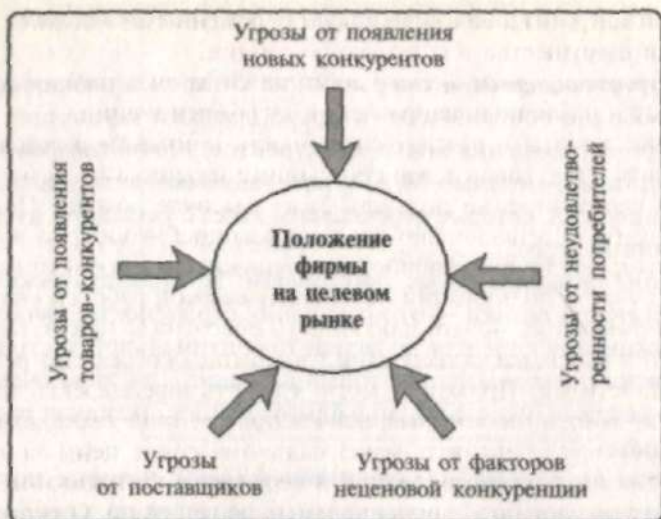 Угрозы от появления
новых конкурентов
Угрозы от появления
товаров-конкурентов
Положение
фирмы
на целевом
рынке
Угрозы от неудовлетво-
ренности потребителей
Угрозы
от поставщиков
Угрозы от факторов
неценовой конкуренции